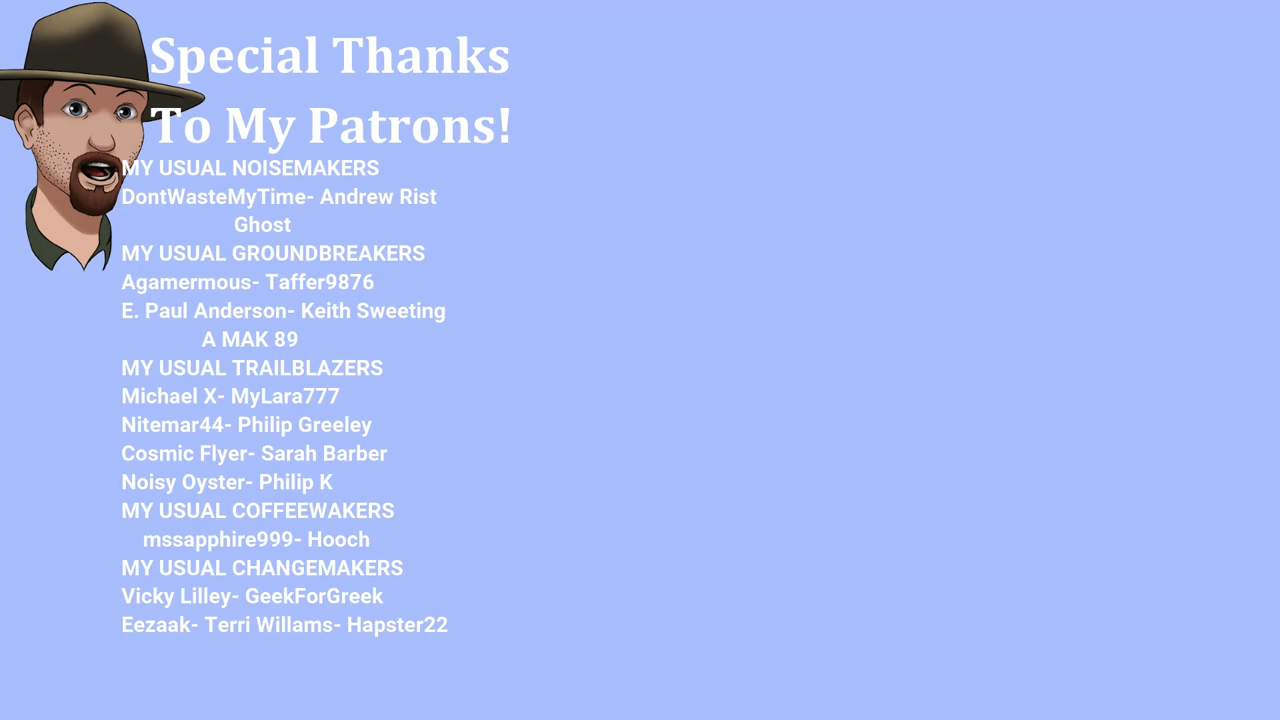 Special Thanks
To My Patrons!
MY USUAL NOISEMAKERS
DontWasteMyTime- Andrew Rist
Ghost
MY USUAL GROUNDBREAKERS
Agamermous- Taffer9876
E. Paul Anderson- Keith Sweeting
A MAK 89
MY USUAL TRAILBLAZERS
Michael X- MyLara777
Nitemar44- Philip Greeley
Cosmic Flyer- Sarah Barber
Noisy Oyster- Philip K
MY USUAL COFFEEWAKERS
mssapphire999- Hooch
MY USUAL CHANGEMAKERS
Vicky Lilley- GeekForGreek
Eezaak- Terri Willams- Hapster22